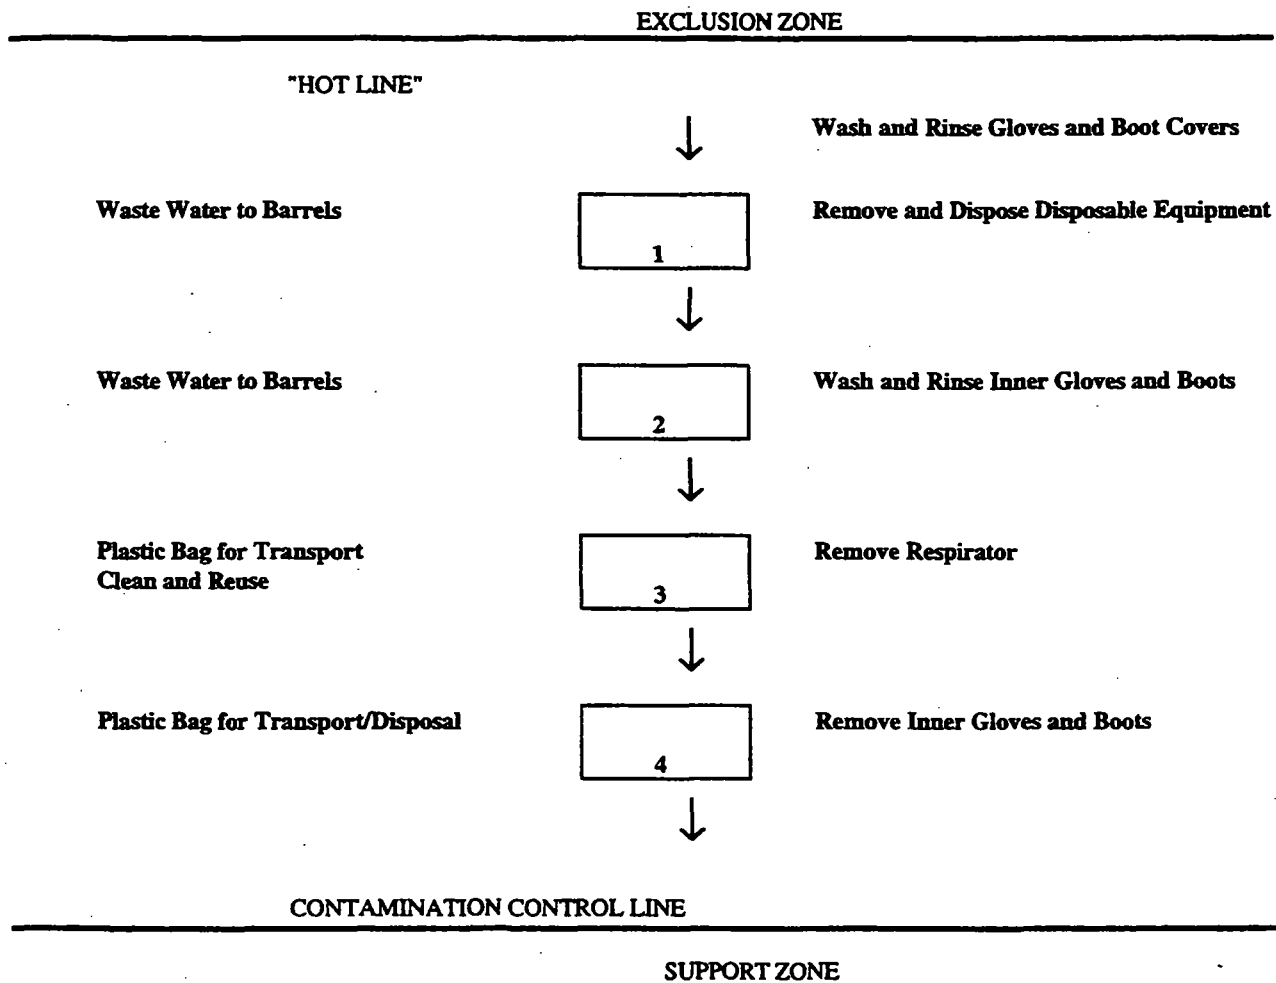 EXCLUSION ZONE
"HOT LINE"
Wash and Rinse Gloves and Boot Covers
Waste Water to Barrels
1
Remove and Dispose Disposable Equipment
Waste Water to Barrels
2
Wash and Rinse Inner Gloves and Boots
Plastic Bag for Transport
Clean and Reuse
3
Remove Respirator
Plastic Bag for Transport/Disposal
4
Remove Inner Gloves and Boots
CONTAMINATION CONTROL LINE
SUPPORT ZONE